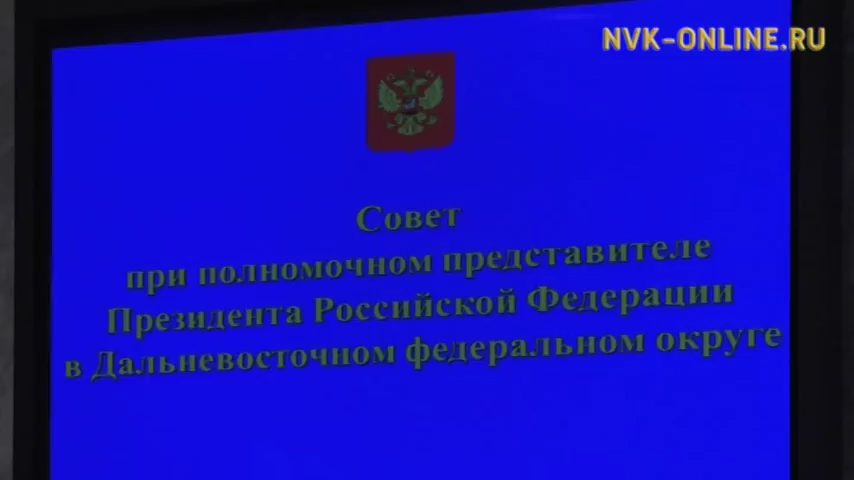 NVK-ONLINE.RU
Совет
при полномочном представителе
Президента Российской Федерации
в Дальневосточном федеральном округе